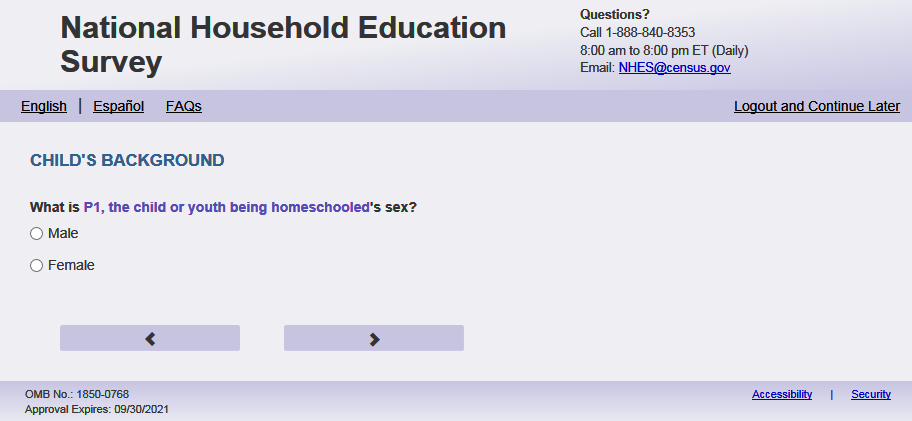 National Household Education
Survey
Questions?
Call 1-888-840-8353
8:00 am to 8:00 pm ET (Daily)
Email: NHES@census.gov
English | Español FAQs
Logout and Continue Later
CHILD'S BACKGROUND
What is P1, the child or youth being homeschooled's sex?
Male
Female
OMB No.: 1850-0768
Approval Expires: 09/30/2021
Accessibility | Security